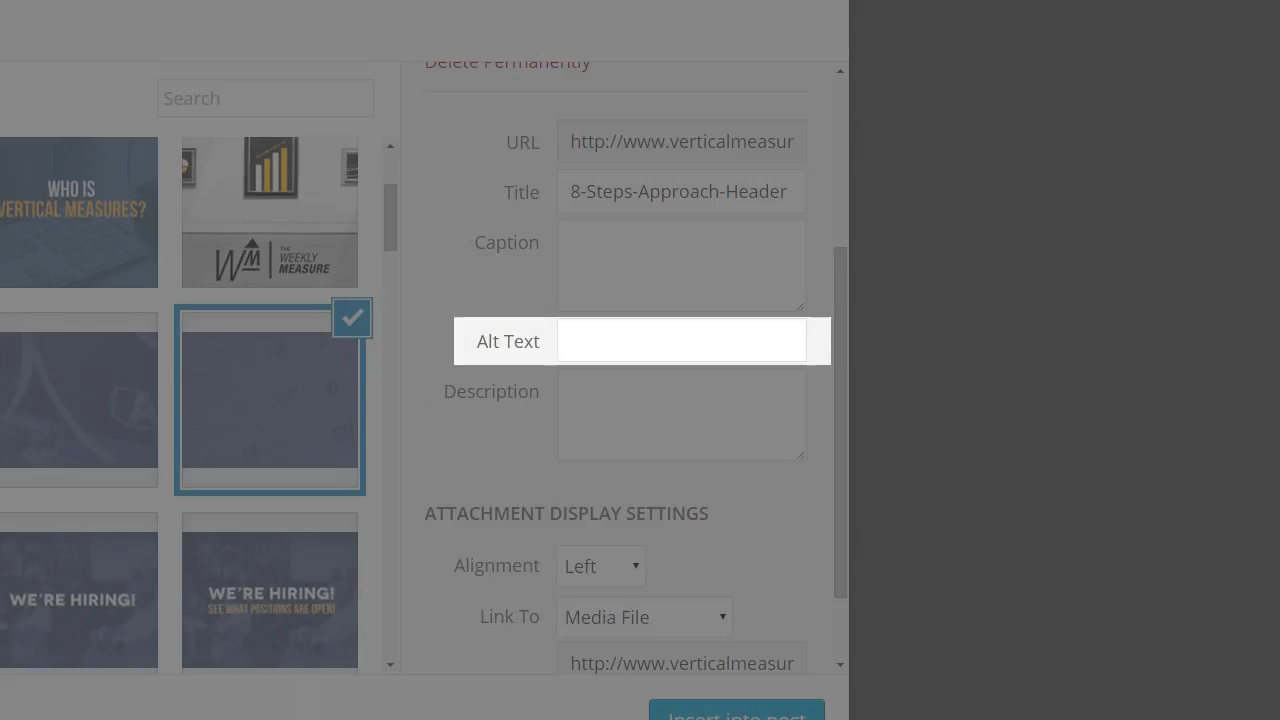 Delete Permanently
Search
URL http://www.verticalmeasur
Title 8-Steps-Approach-Header
Caption
Alt Text
Description
ATTACHMENT DISPLAY SETTINGS
Alignment Left
Link To Media File
http://www.verticalmeasur
Insert into post
WHO IS
VERTICAL MEASURES?
WM THE
WEEKLY
MEASURE
WE'RE HIRING!
WE'RE HIRING!
SEE WHAT POSITIONS ARE OPEN!